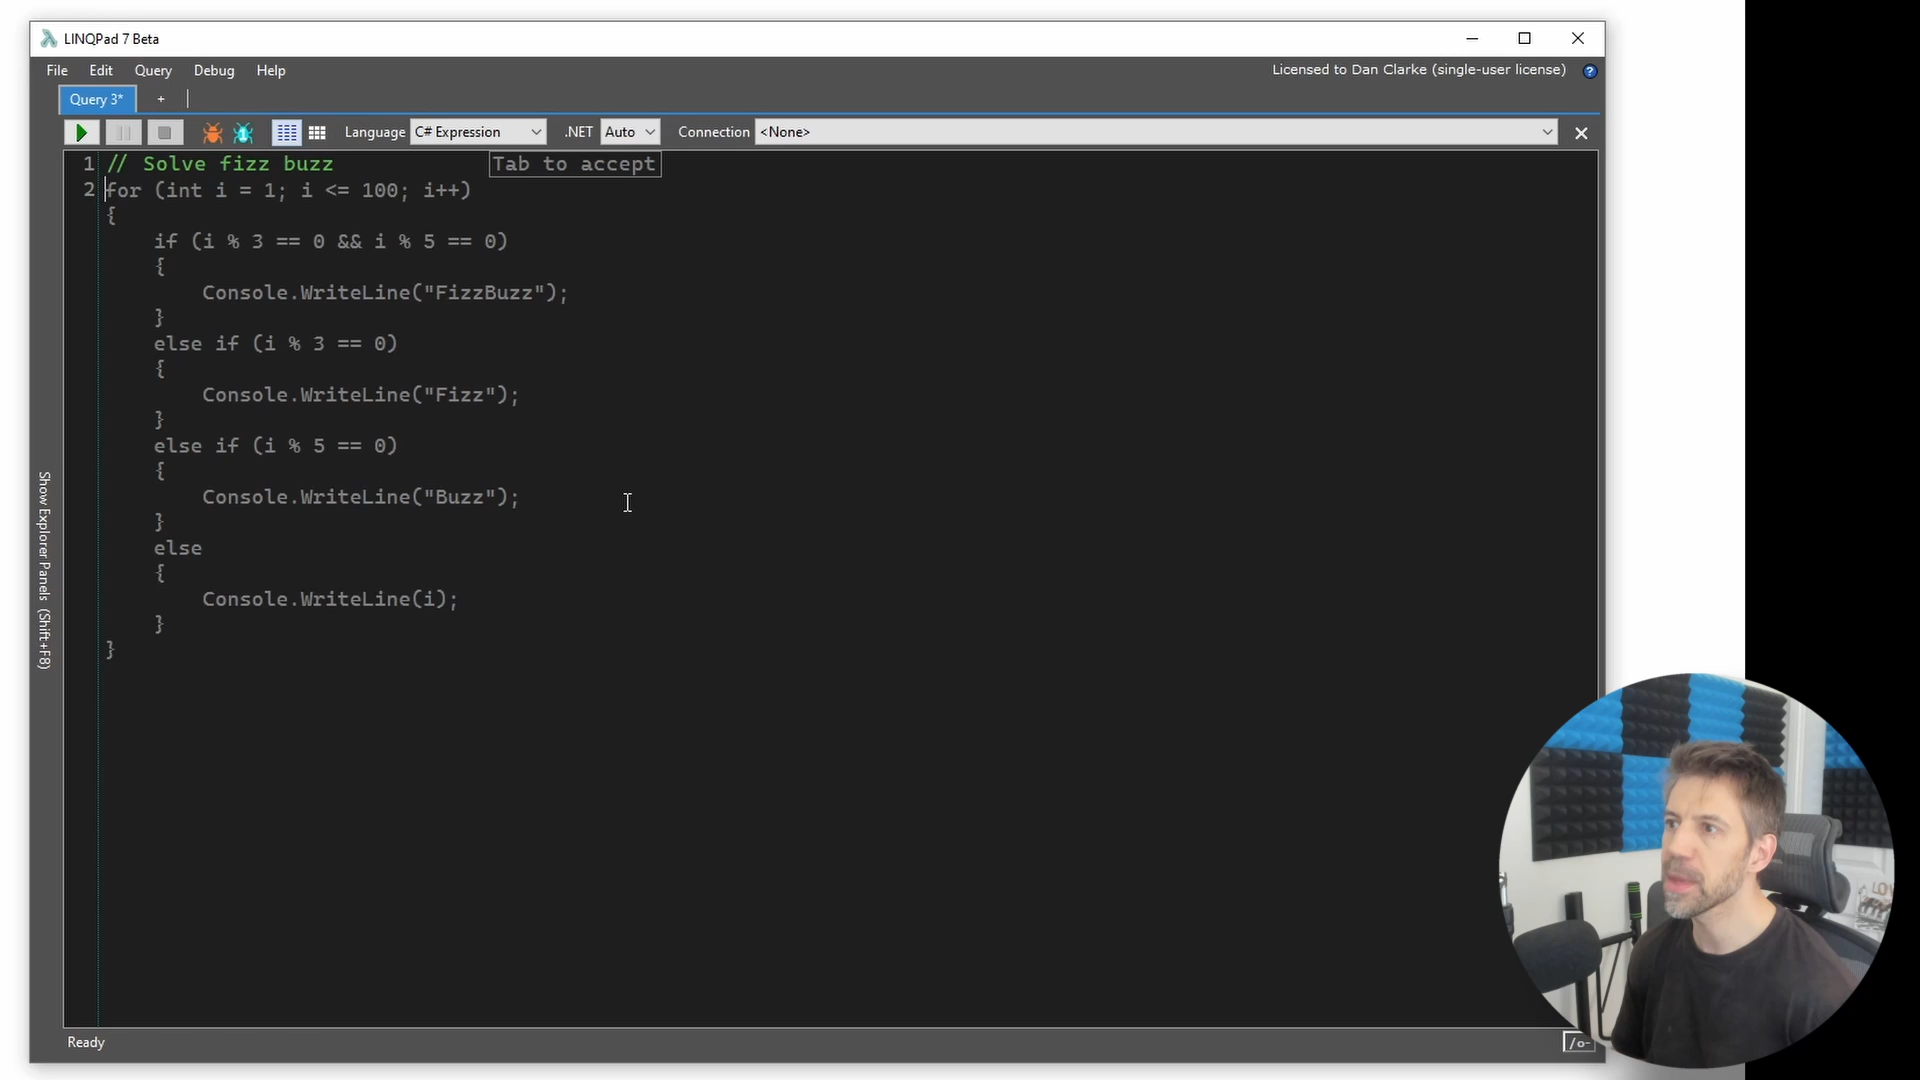 LINQPad 7 Beta
File Edit Query Debug Help
Licensed to Dan Clarke (single-user license) ?
Query 3* +
Language C# Expression .NET Auto Connection <None>
1 // Solve fizz buzz Tab to accept
2 for (int i = 1; i <= 100; i++)
{
if (i % 3 == 0 && i % 5 == 0)
{
Console.WriteLine("FizzBuzz");
}
else if (i % 3 == 0)
{
Console.WriteLine("Fizz");
}
else if (i % 5 == 0)
{
Console.WriteLine("Buzz");
}
else
{
Console.WriteLine(i);
}
}
Show Explorer Panels (Shift+F8)
Ready
/o-